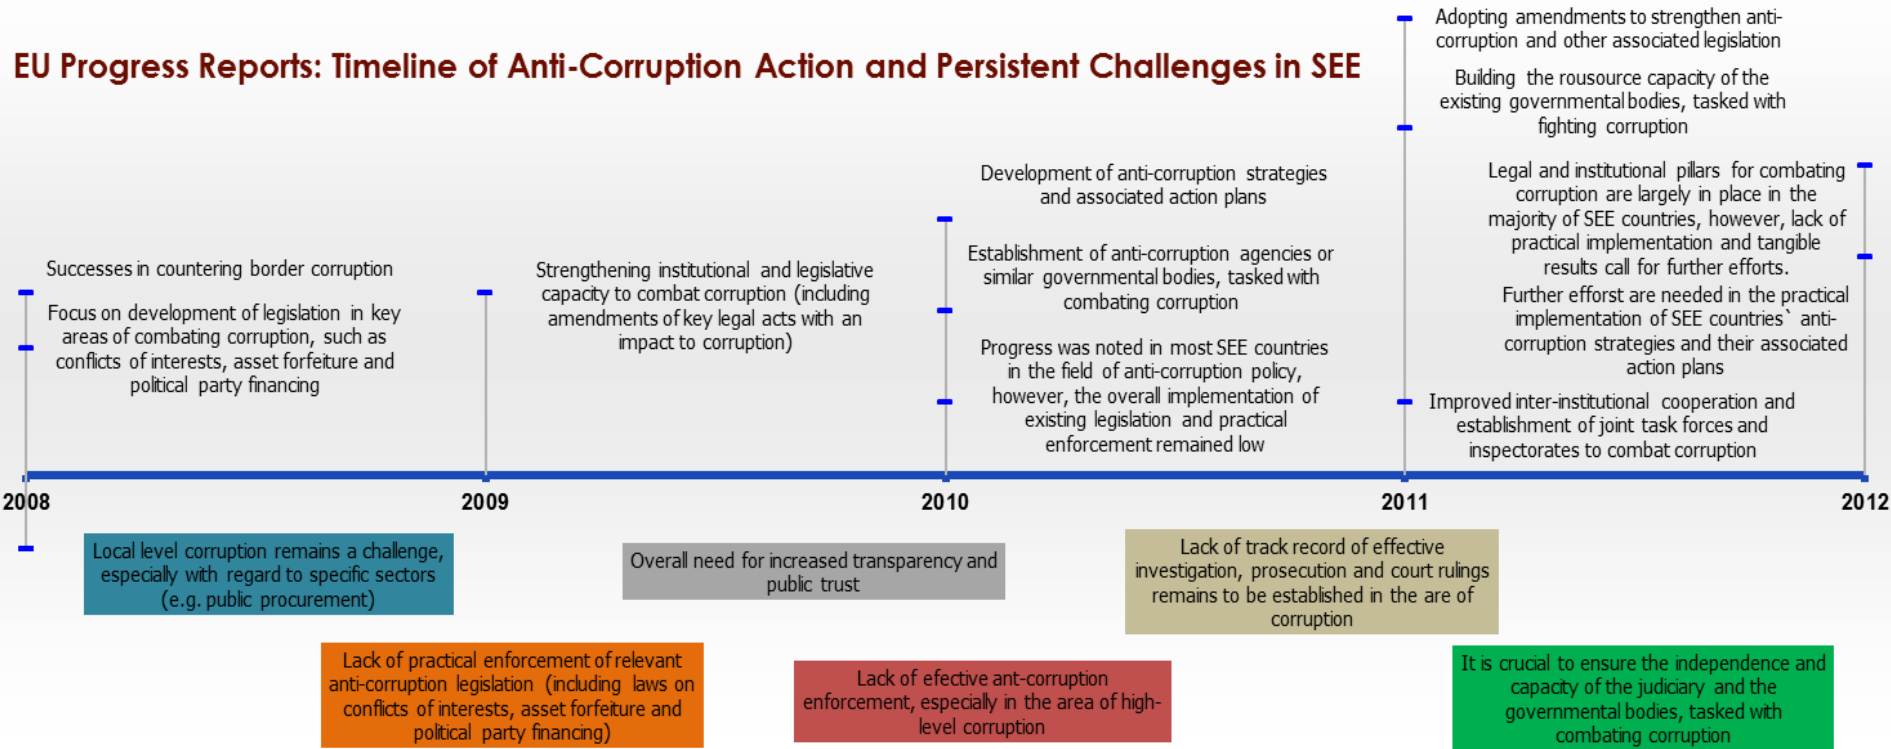 EU Progress Reports: Timeline of Anti-Corruption Action and Persistent Challenges in SEE
Successes in countering border corruption
Focus on development of legislation in key
areas of combating corruption, such as
conflicts of interests, asset forfeiture and
political party financing
Strengthening institutional and legislative
capacity to combat corruption (including
amendments of key legal acts with an
impact to corruption)
Development of anti-corruption strategies
and associated action plans
Establishment of anti-corruption agencies or
similar governmental bodies, tasked with
combating corruption
Progress was noted in most SEE countries
in the field of anti-corruption policy,
however, the overall implementation of
existing legislation and practical
enforcement remained low
Adopting amendments to strengthen anti-
corruption and other associated legislation
Building the rousource capacity of the
existing governmental bodies, tasked with
fighting corruption
Legal and institutional pillars for combating
corruption are largely in place in the
majority of SEE countries, however, lack of
practical implementation and tangible
results call for further efforts.
Further efforst are needed in the practical
implementation of SEE countries` anti-
corruption strategies and their associated
action plans
Improved inter-institutional cooperation and
establishment of joint task forces and
inspectorates to combat corruption
2008
2009
2010
2011
2012
Local level corruption remains a challenge,
especially with regard to specific sectors
(e.g. public procurement)
Overall need for increased transparency and
public trust
Lack of track record of effective
investigation, prosecution and court rulings
remains to be established in the are of
corruption
Lack of practical enforcement of relevant
anti-corruption legislation (including laws on
conflicts of interests, asset forfeiture and
political party financing)
Lack of efective ant-corruption
enforcement, especially in the area of high-
level corruption
It is crucial to ensure the independence and
capacity of the judiciary and the
governmental bodies, tasked with
combating corruption